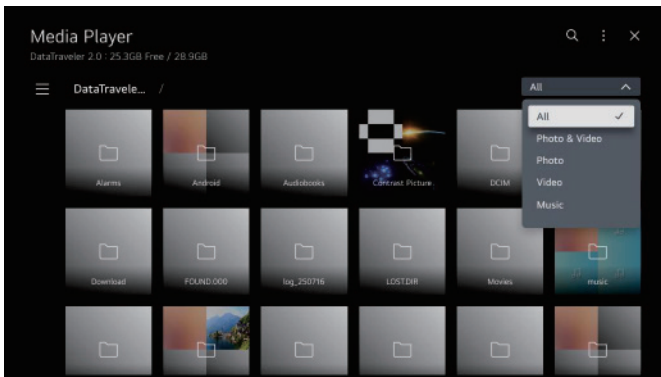 Media Player
DataTraveler 2.0 : 25.3GB Free / 28.9GB
DataTravele... /
All
All
Photo & Video
Photo
Video
Music
Alarms
Android
Audiobooks
Contrast Picture.
DCIM
Download
FOUND.000
log_250716
LOST.DIR
Movies
music